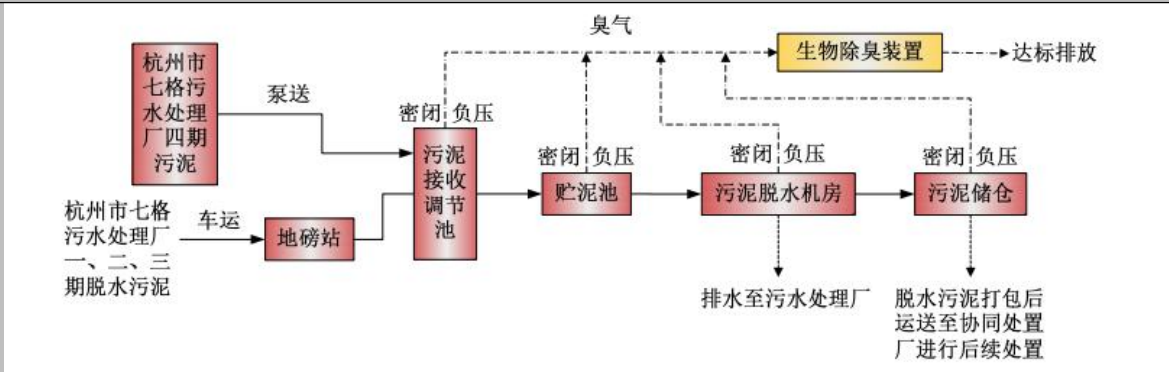 臭气
生物除臭装置
达标排放
杭州市
七格污
水处理
厂四期
污泥
泵送
密闭 负压
污泥
接收
调节
池
密闭 负压
贮泥池
密闭 负压
污泥脱水机房
密闭 负压
污泥储仓
杭州市七格
污水处理厂
一、二、三
期脱水污泥
车运
地磅站
排水至污水处理厂
脱水污泥打包后
运送至协同处置
厂进行后续处置